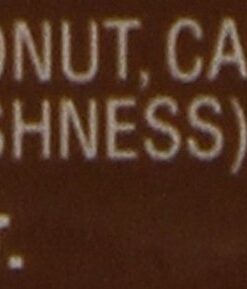 ONUT, CA
SHNESS)
r.